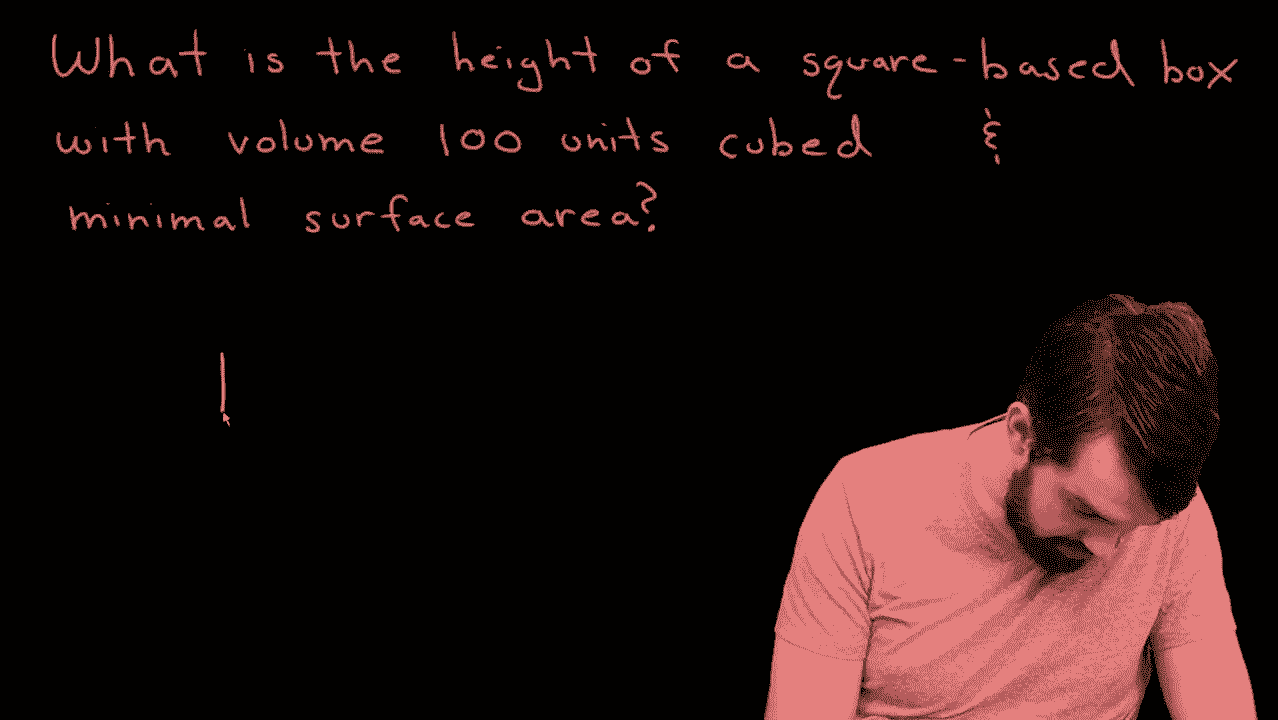 What is the height of a square-based box
with volume 100 units cubed &
minimal surface area?